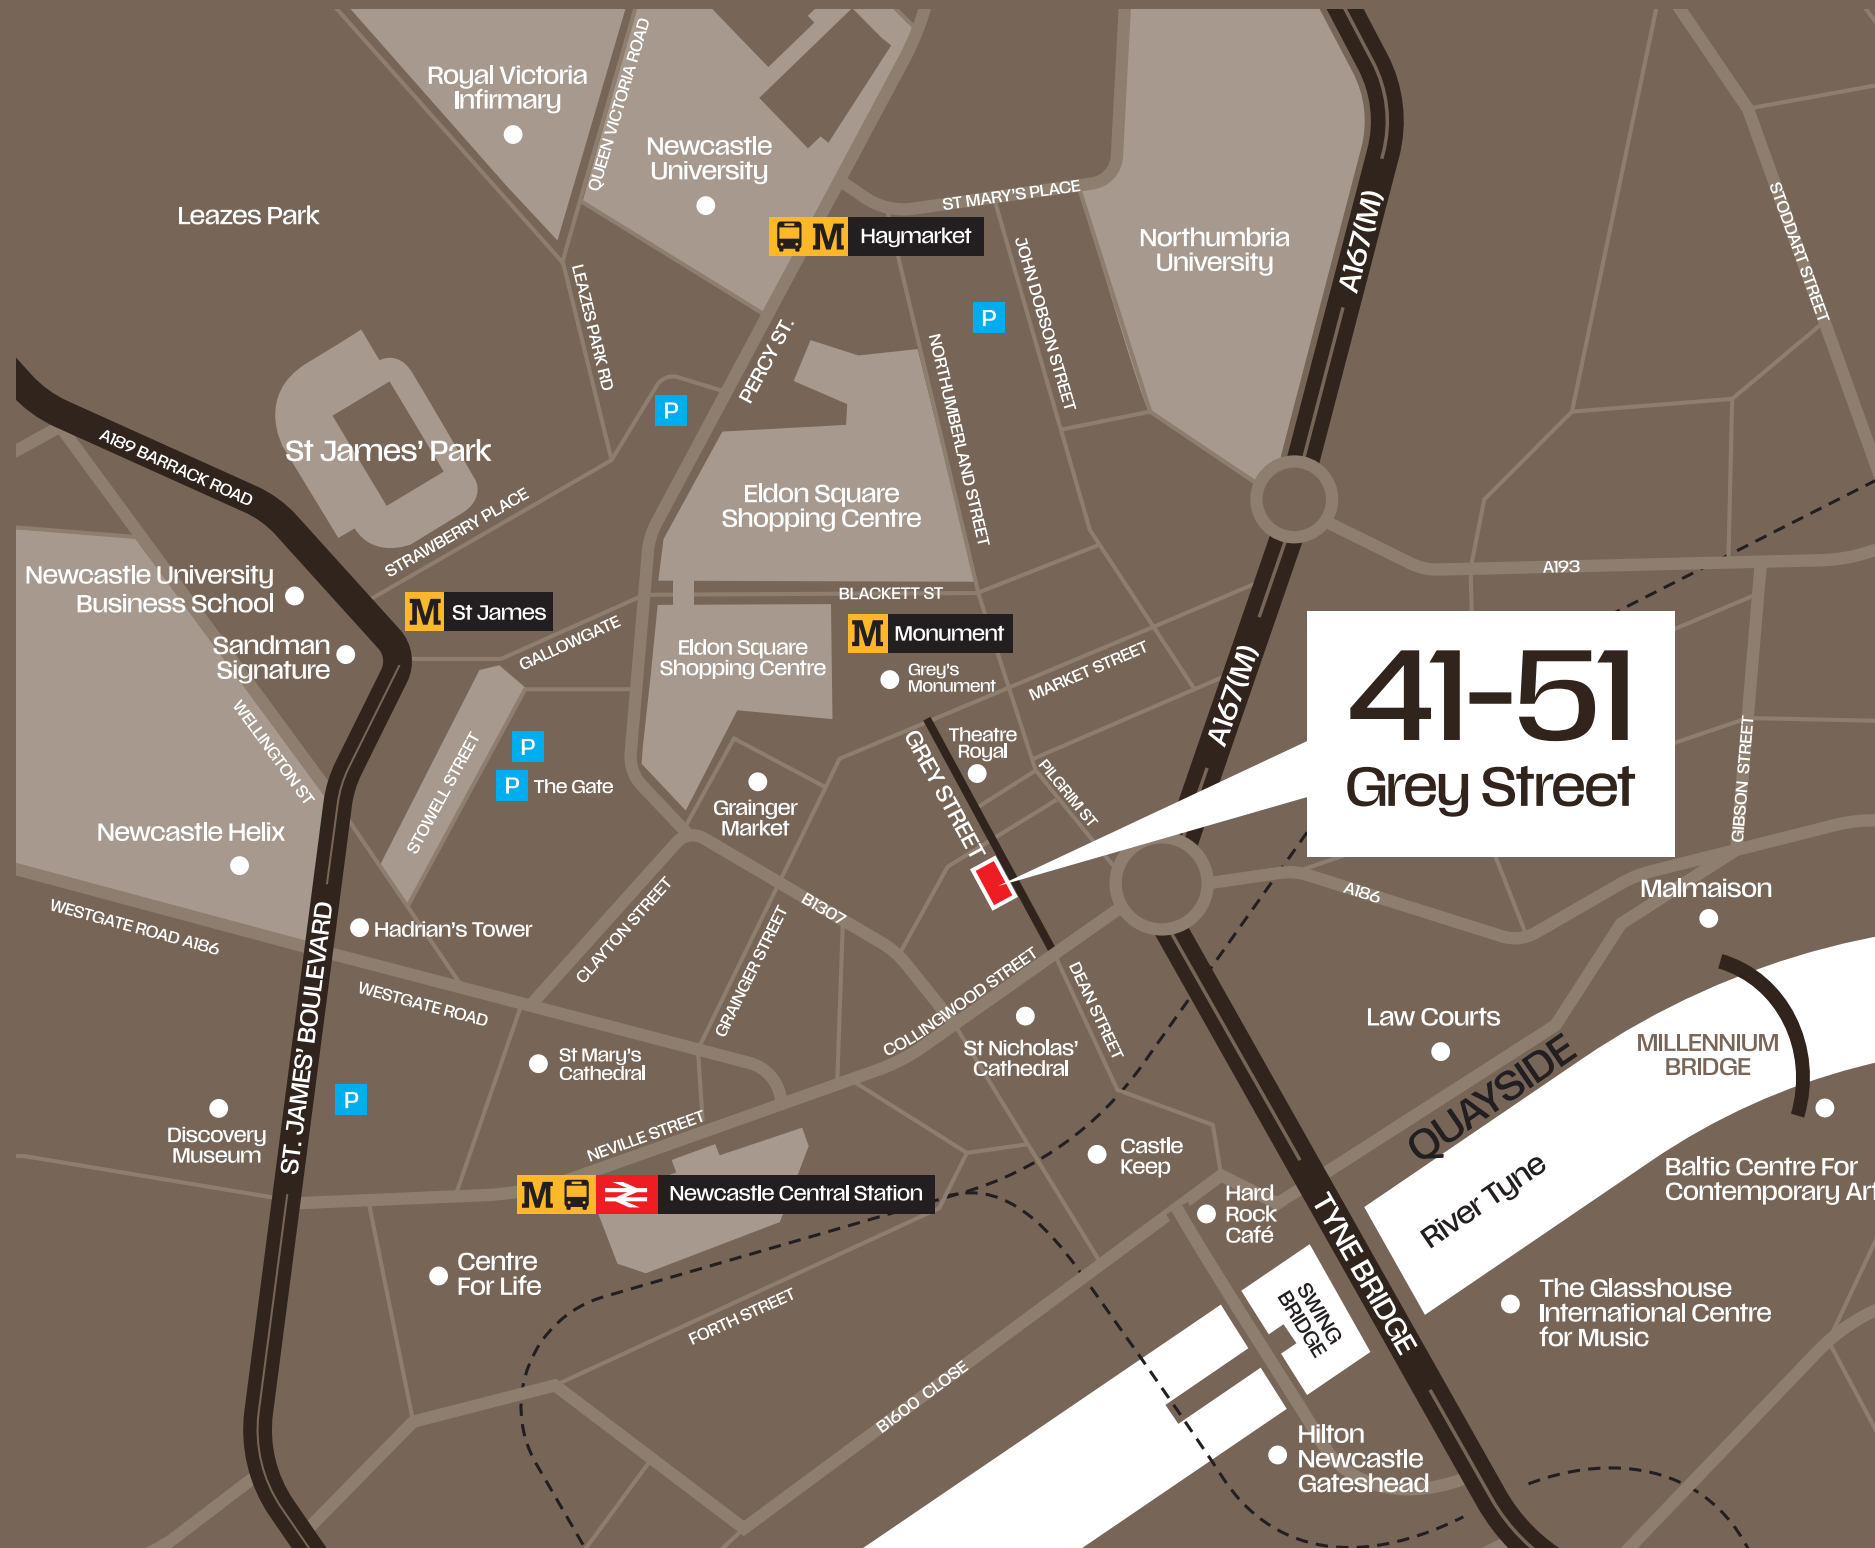 Royal Victoria
Infirmary
QUEEN VICTORIA ROAD
Newcastle
University
Leazes Park
ST MARY'S PLACE
M Haymarket
Northumbria
University
A167(M)
STODDART STREET
LEAZES PARK RD
JOHN DOBSON STREET
P
PERCY ST.
NORTHUMBERLAND STREET
P
A189 BARRACK ROAD
St James' Park
Eldon Square
Shopping Centre
STRAWBERRY PLACE
A193
Newcastle University
Business School
BLACKETT ST
M St James
M Monument
GALLOWGATE
Sandman
Signature
Eldon Square
Shopping Centre
Grey's
Monument
MARKET STREET
A167(M)
41-51
Grey Street
WELLINGTON ST
STOWELL STREET
P
P The Gate
GREY STREET
Theatre
Royal
PILGRIM ST
GIBSON STREET
Grainger
Market
Newcastle Helix
A186
Malmaison
WESTGATE ROAD A186
Hadrian's Tower
CLAYTON STREET
B1307
GRAINGER STREET
ST. JAMES' BOULEVARD
WESTGATE ROAD
COLLINGWOOD STREET
DEAN STREET
Law Courts
St Nicholas'
Cathedral
St Mary's
Cathedral
MILLENNIUM
BRIDGE
QUAYSIDE
P
Discovery
Museum
NEVILLE STREET
Castle
Keep
River Tyne
Baltic Centre For
Contemporary Art
M Newcastle Central Station
Hard
Rock
Café
TYNE BRIDGE
Centre
For Life
SWING
BRIDGE
The Glasshouse
International Centre
for Music
FORTH STREET
B1600 CLOSE
Hilton
Newcastle
Gateshead